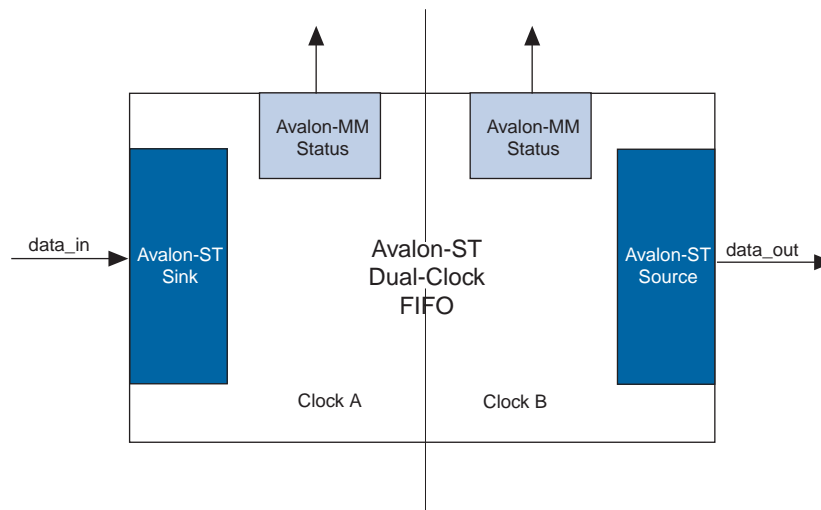 Avalon-MM
Status
Avalon-MM
Status
data_in
Avalon-ST
Sink
Avalon-ST
Dual-Clock
FIFO
Avalon-ST
Source
data_out
Clock A
Clock B